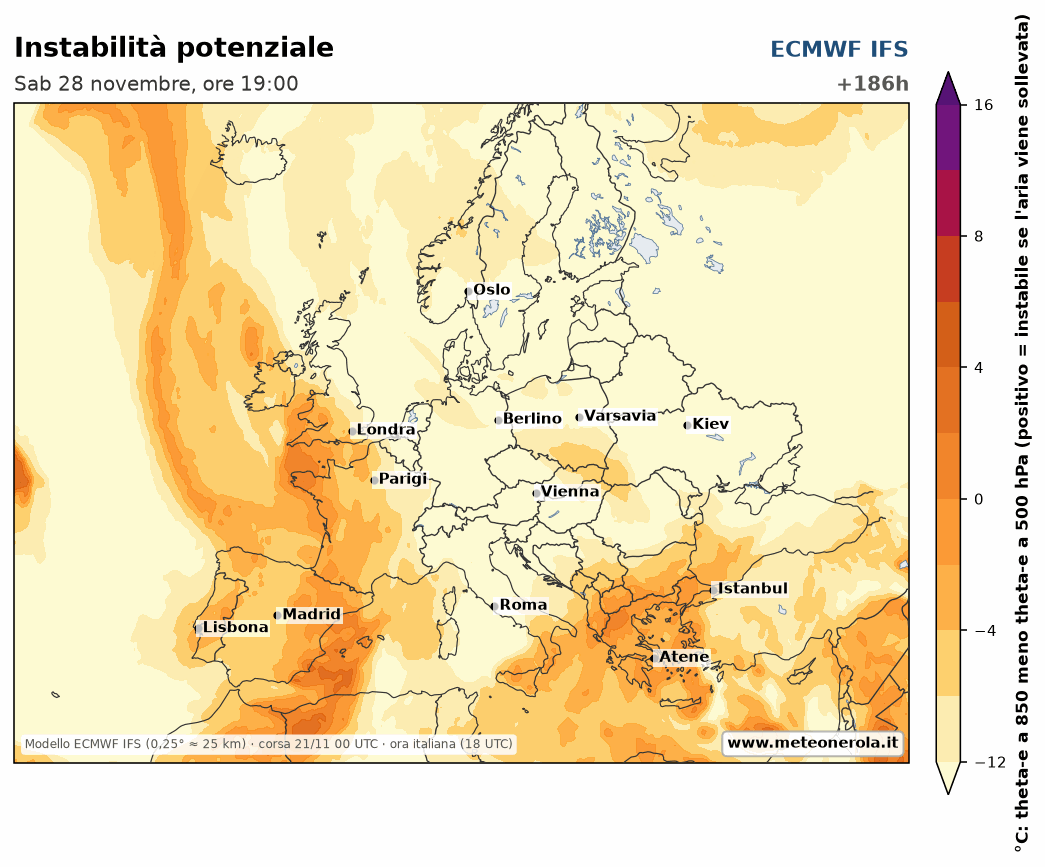 Instabilità potenziale
ECMWF IFS
Sab 28 novembre, ore 19:00
+186h
Oslo
Berlino
Varsavia
Kiev
Londra
Parigi
Vienna
Istanbul
Roma
Madrid
Lisbona
Atene
Modello ECMWF IFS (0,25° ≈ 25 km) · corsa 21/11 00 UTC · ora italiana (18 UTC)
www.meteonerola.it
16
8
4
0
−4
−12
°C: theta-e a 850 meno theta-e a 500 hPa (positivo = instabile se l'aria viene sollevata)